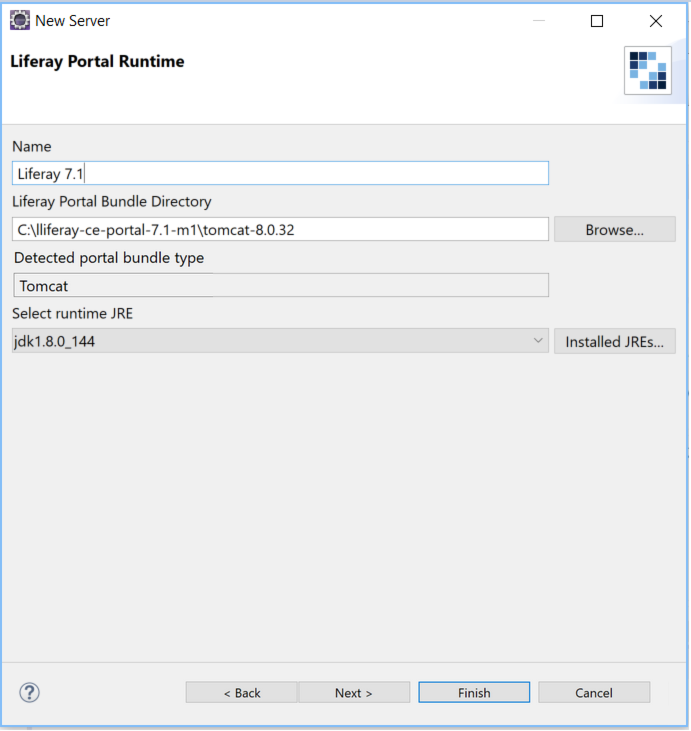 New Server
Liferay Portal Runtime
Name
Liferay 7.1
Liferay Portal Bundle Directory
C:\lliferay-ce-portal-7.1-m1\tomcat-8.0.32
Browse...
Detected portal bundle type
Tomcat
Select runtime JRE
jdk1.8.0_144
Installed JREs...
?
< Back
Next >
Finish
Cancel